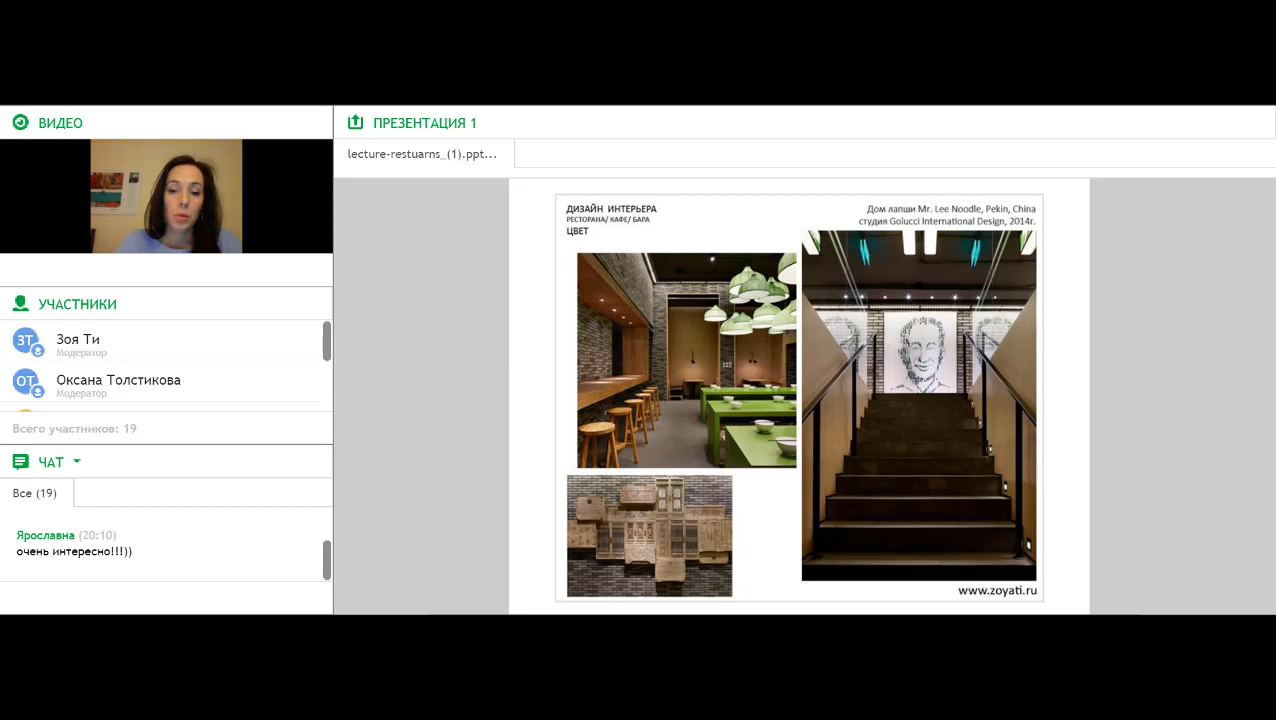 ВИДЕО
УЧАСТНИКИ
ЗТ
Зоя Ти
Модератор
ОТ
Оксана Толстикова
Модератор
Всего участников: 19
ЧАТ
Все (19)
Ярославна (20:10)
очень интересно!!!))
ПРЕЗЕНТАЦИЯ 1
lecture-restuarns_(1).ppt...
ДИЗАЙН ИНТЕРЬЕРА
РЕСТОРАНА/ КАФЕ/ БАРА
ЦВЕТ
Дом лапши Mr. Lee Noodle, Pekin, China
студия Golucci International Design, 2014г.
www.zoyati.ru